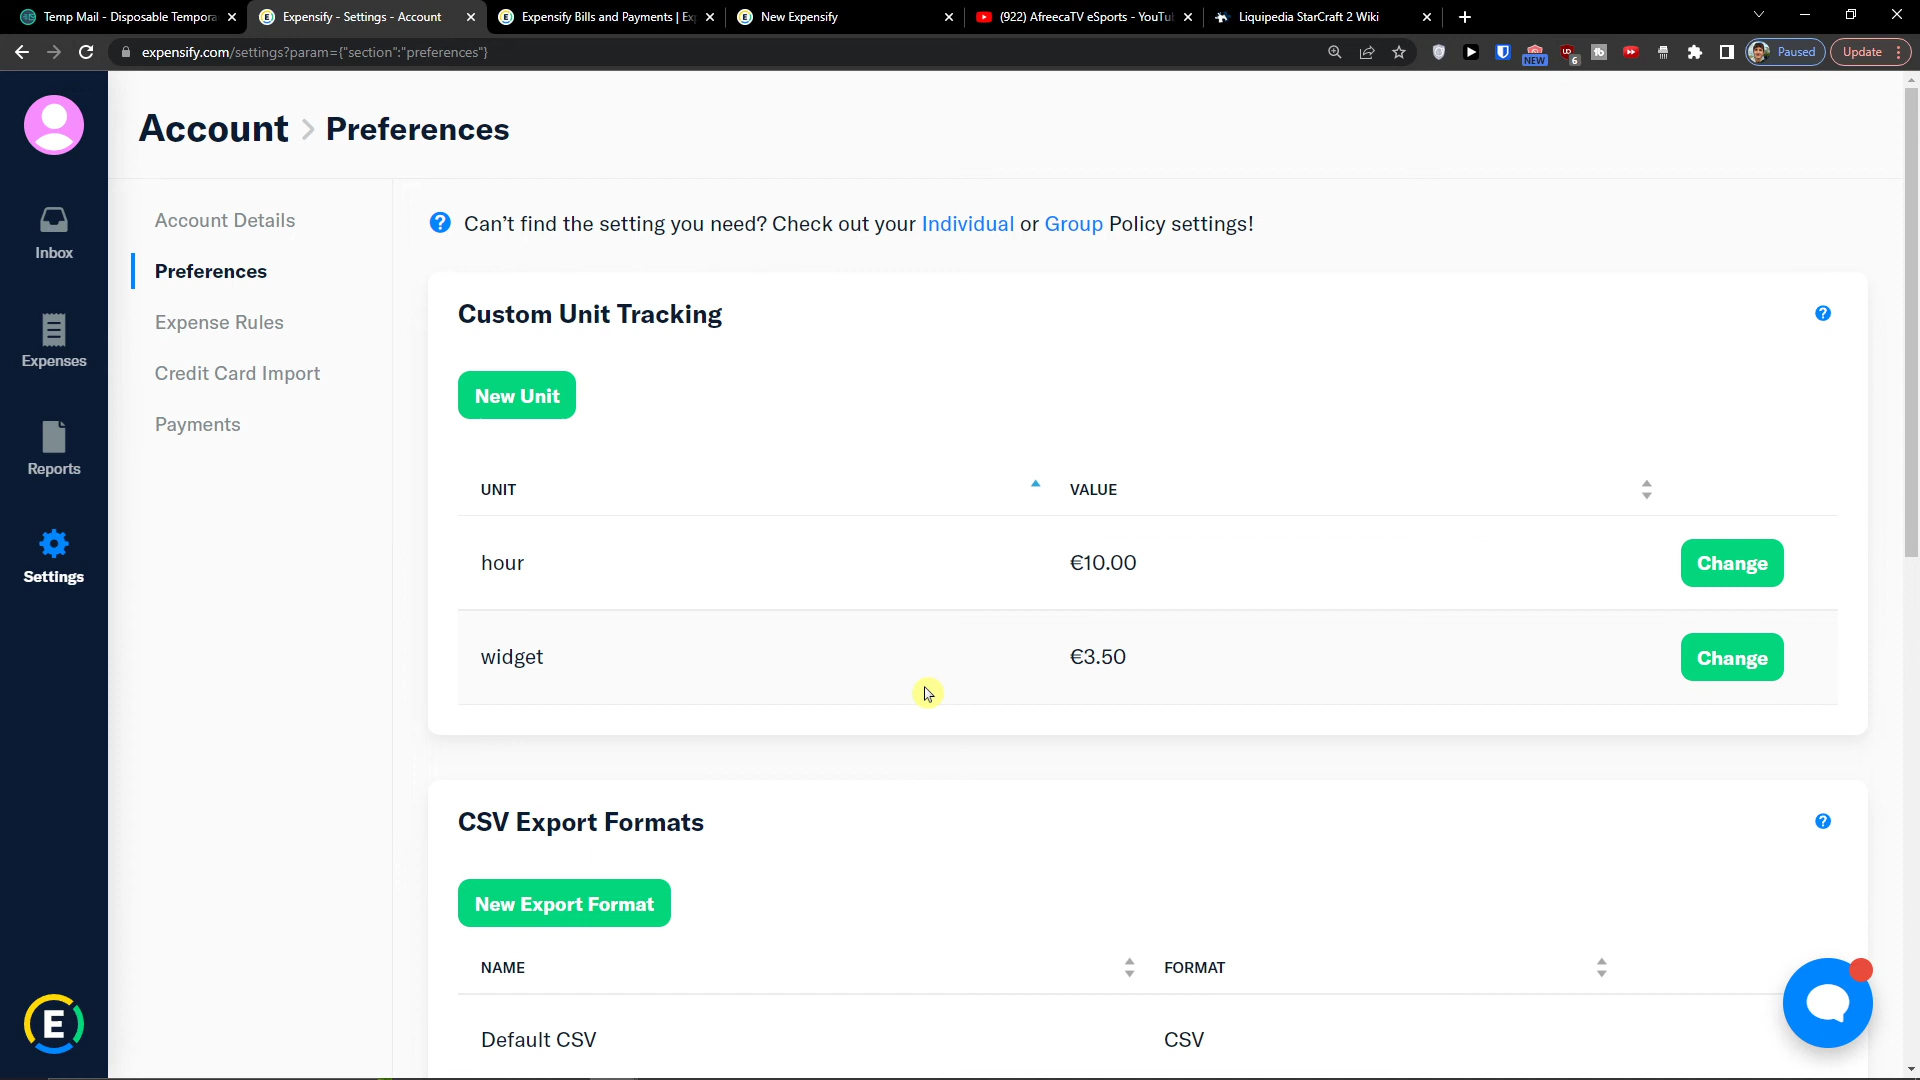 Temp Mail - Disposable Tempora
Expensify - Settings - Account
Expensify Bills and Payments | Ex
New Expensify
(922) AfreecaTV eSports - YouTu
Liquipedia StarCraft 2 Wiki
expensify.com/settings?param={"section":"preferences"}
NEW
6
Paused
Update
Account > Preferences
Inbox
Expenses
Reports
Settings
E
Account Details
Preferences
Expense Rules
Credit Card Import
Payments
? Can't find the setting you need? Check out your Individual or Group Policy settings!
Custom Unit Tracking
?
New Unit
UNIT VALUE
hour €10.00 Change
widget €3.50 Change
CSV Export Formats
?
New Export Format
NAME FORMAT
Default CSV CSV